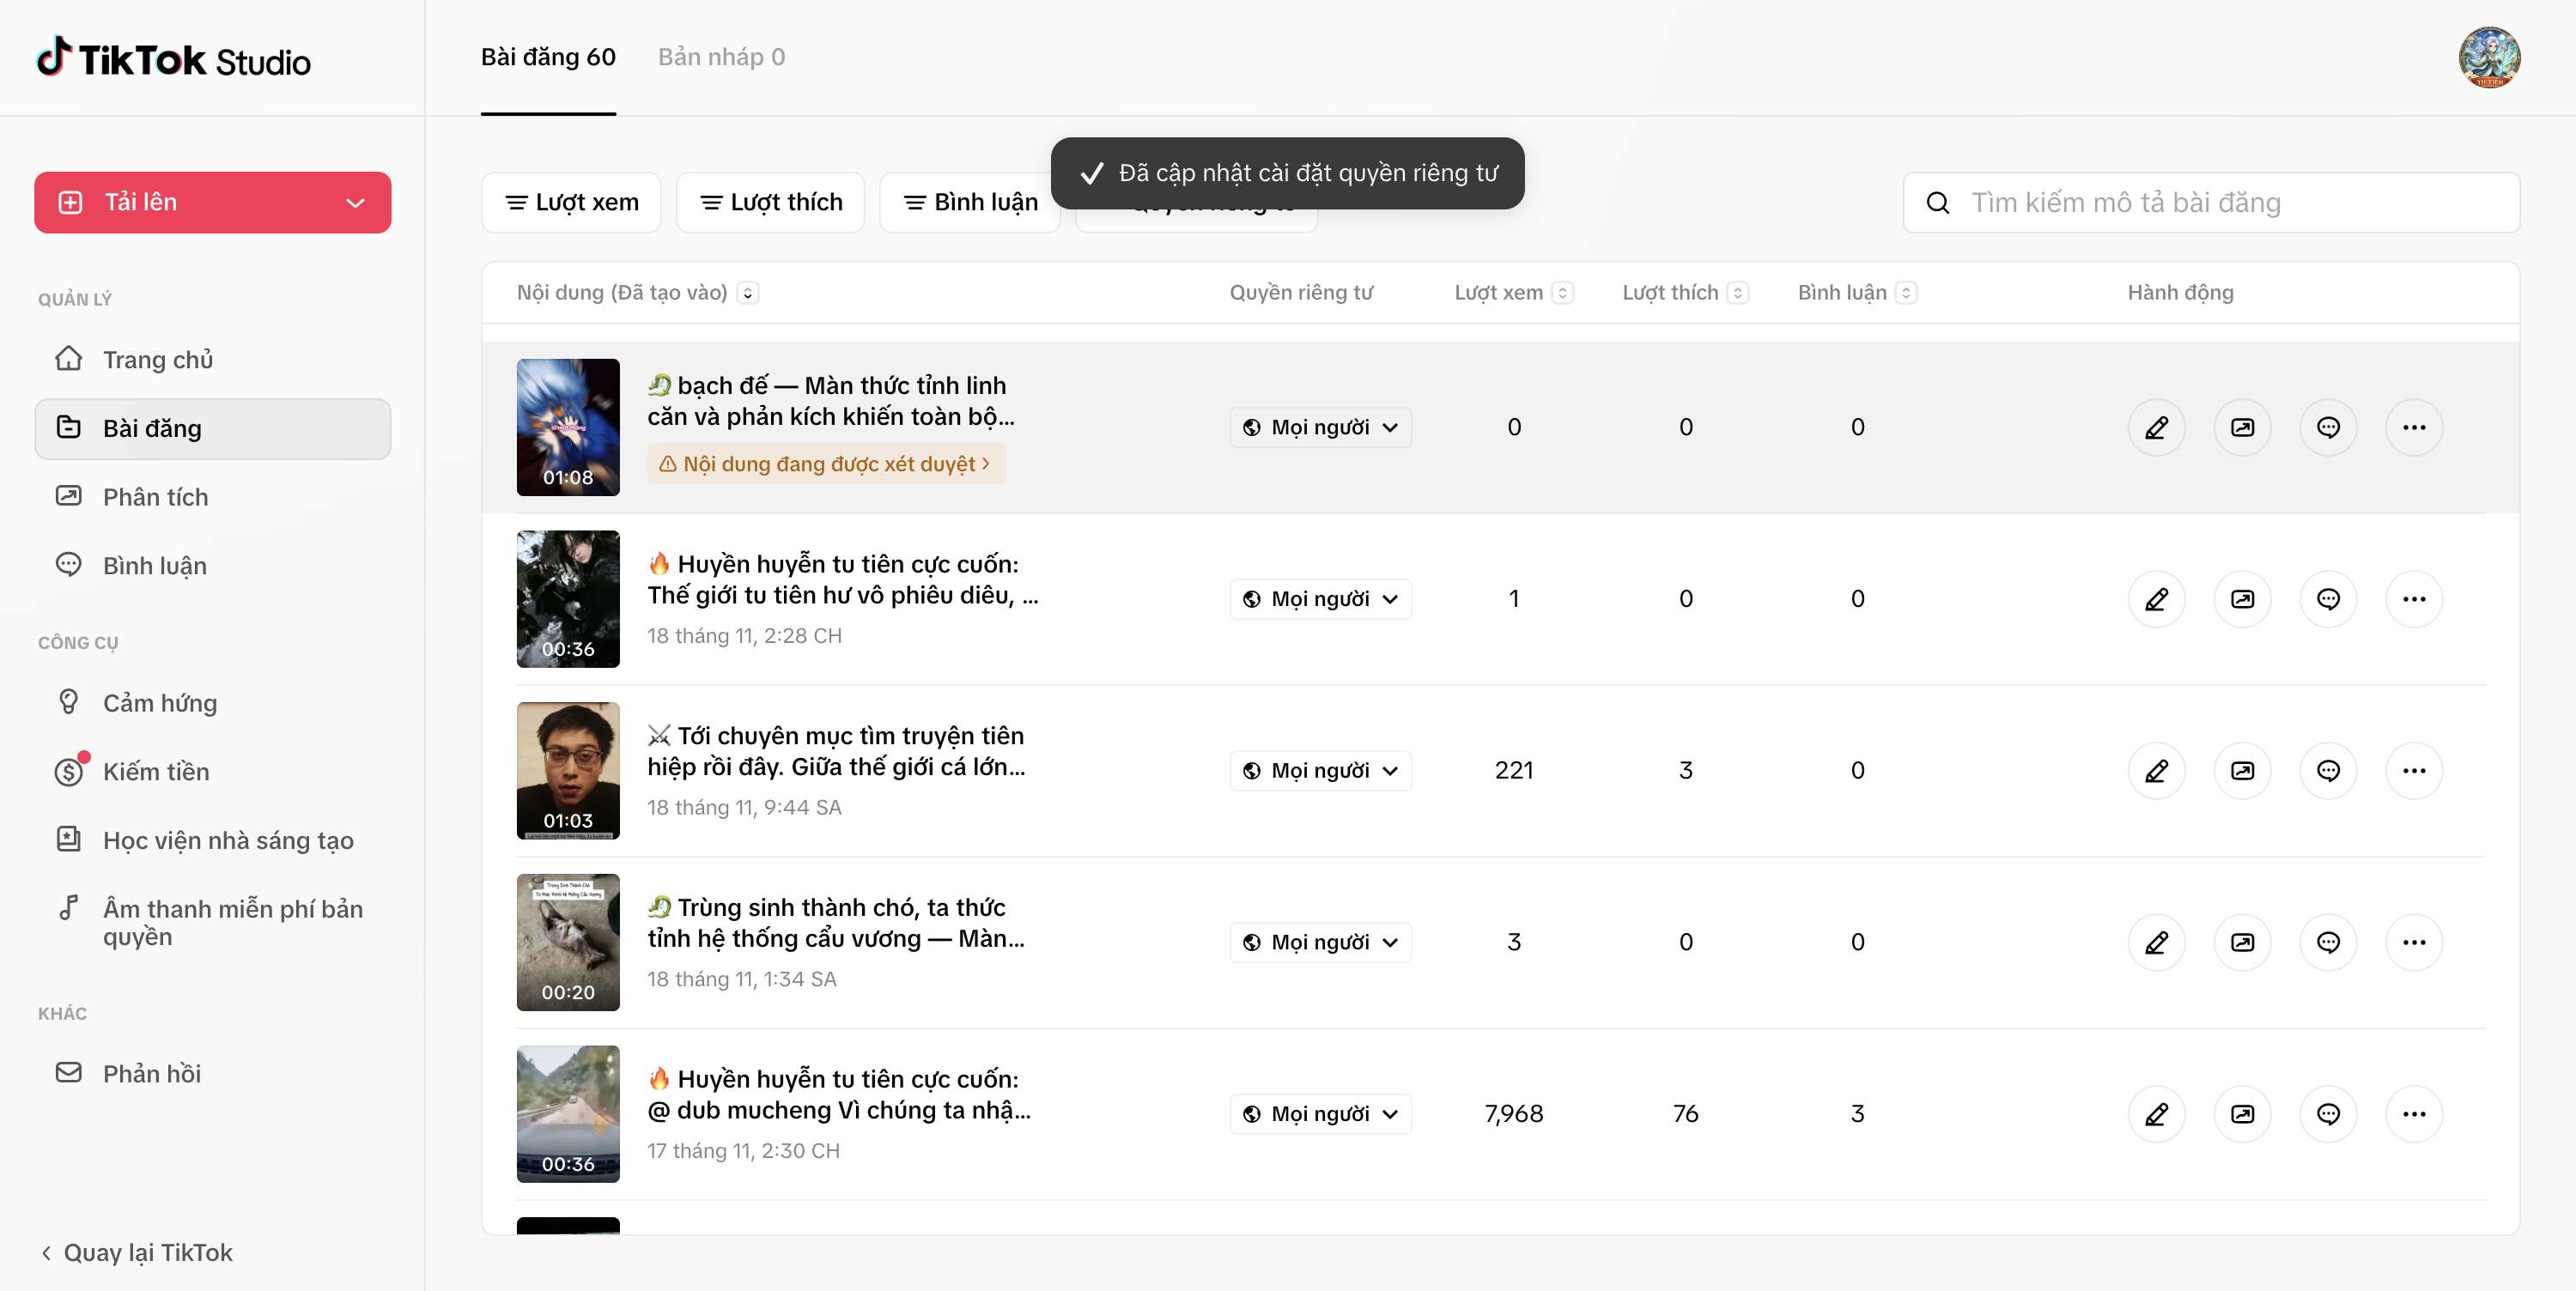 TikTok Studio
Bài đăng 60
Bản nháp 0
Đã cập nhật cài đặt quyền riêng tư
Tải lên
Lượt xem
Lượt thích
Bình luận
Tìm kiếm mô tả bài đăng
QUẢN LÝ
Trang chủ
Bài đăng
Phân tích
Bình luận
CÔNG CỤ
Cảm hứng
Kiếm tiền
Học viện nhà sáng tạo
Âm thanh miễn phí bản
quyền
KHÁC
Phản hồi
Quay lại TikTok
Nội dung (Đã tạo vào)
Quyền riêng tư
Lượt xem
Lượt thích
Bình luận
Hành động
01:08
🐉 bạch đế — Màn thức tỉnh linh
căn và phản kích khiến toàn bộ...
Nội dung đang được xét duyệt
Mọi người
0
0
0
00:36
🔥 Huyền huyễn tu tiên cực cuốn:
Thế giới tu tiên hư vô phiêu diêu, ...
18 tháng 11, 2:28 CH
Mọi người
1
0
0
01:03
⚔ Tới chuyên mục tìm truyện tiên
hiệp rồi đây. Giữa thế giới cá lớn...
18 tháng 11, 9:44 SA
Mọi người
221
3
0
Trùng Sinh Thành Chó
00:20
🐉 Trùng sinh thành chó, ta thức
tỉnh hệ thống cẩu vương — Màn...
18 tháng 11, 1:34 SA
Mọi người
3
0
0
00:36
🔥 Huyền huyễn tu tiên cực cuốn:
@ dub mucheng Vì chúng ta nhậ...
17 tháng 11, 2:30 CH
Mọi người
7,968
76
3